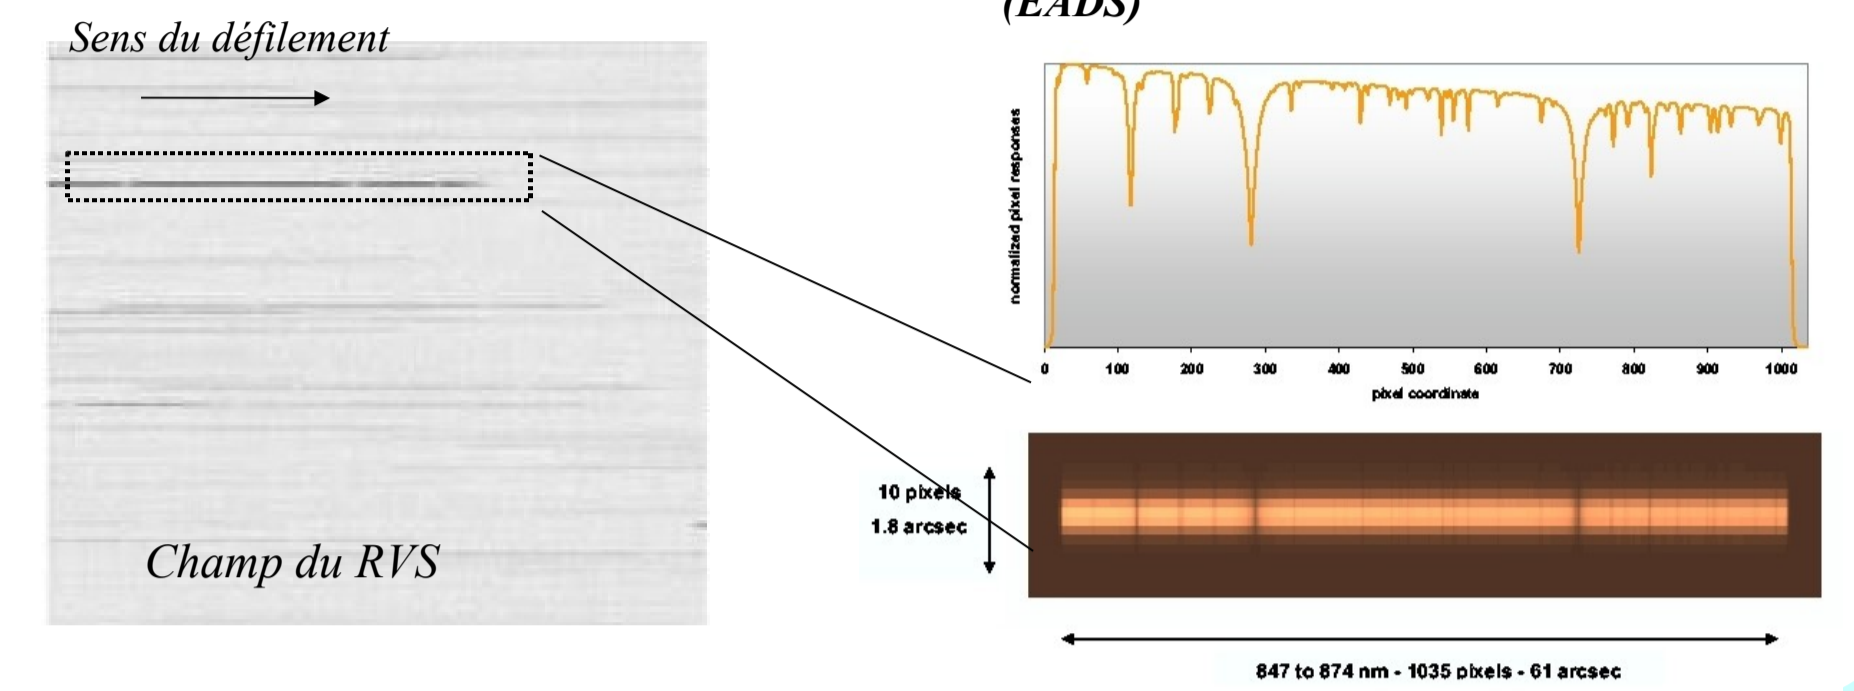 (EADS)
Sens du défilement
Champ du RVS
normalized pixel responses
0 100 200 300 400 500 600 700 800 900 1000
pixel coordinate
10 pixels
1.8 arcsec
847 to 874 nm - 1035 pixels - 61 arcsec